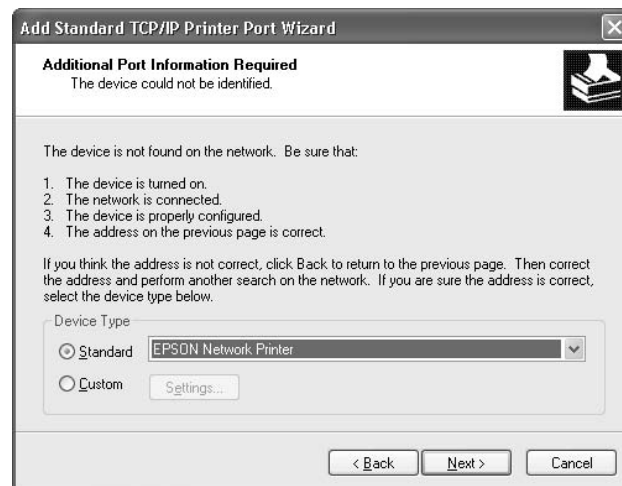 Add Standard TCP/IP Printer Port Wizard
Additional Port Information Required
The device could not be identified.
The device is not found on the network. Be sure that:
1. The device is turned on.
2. The network is connected.
3. The device is properly configured.
4. The address on the previous page is correct.
If you think the address is not correct, click Back to return to the previous page. Then correct
the address and perform another search on the network. If you are sure the address is correct,
select the device type below.
Device Type
Standard EPSON Network Printer
Custom Settings...
< Back Next > Cancel